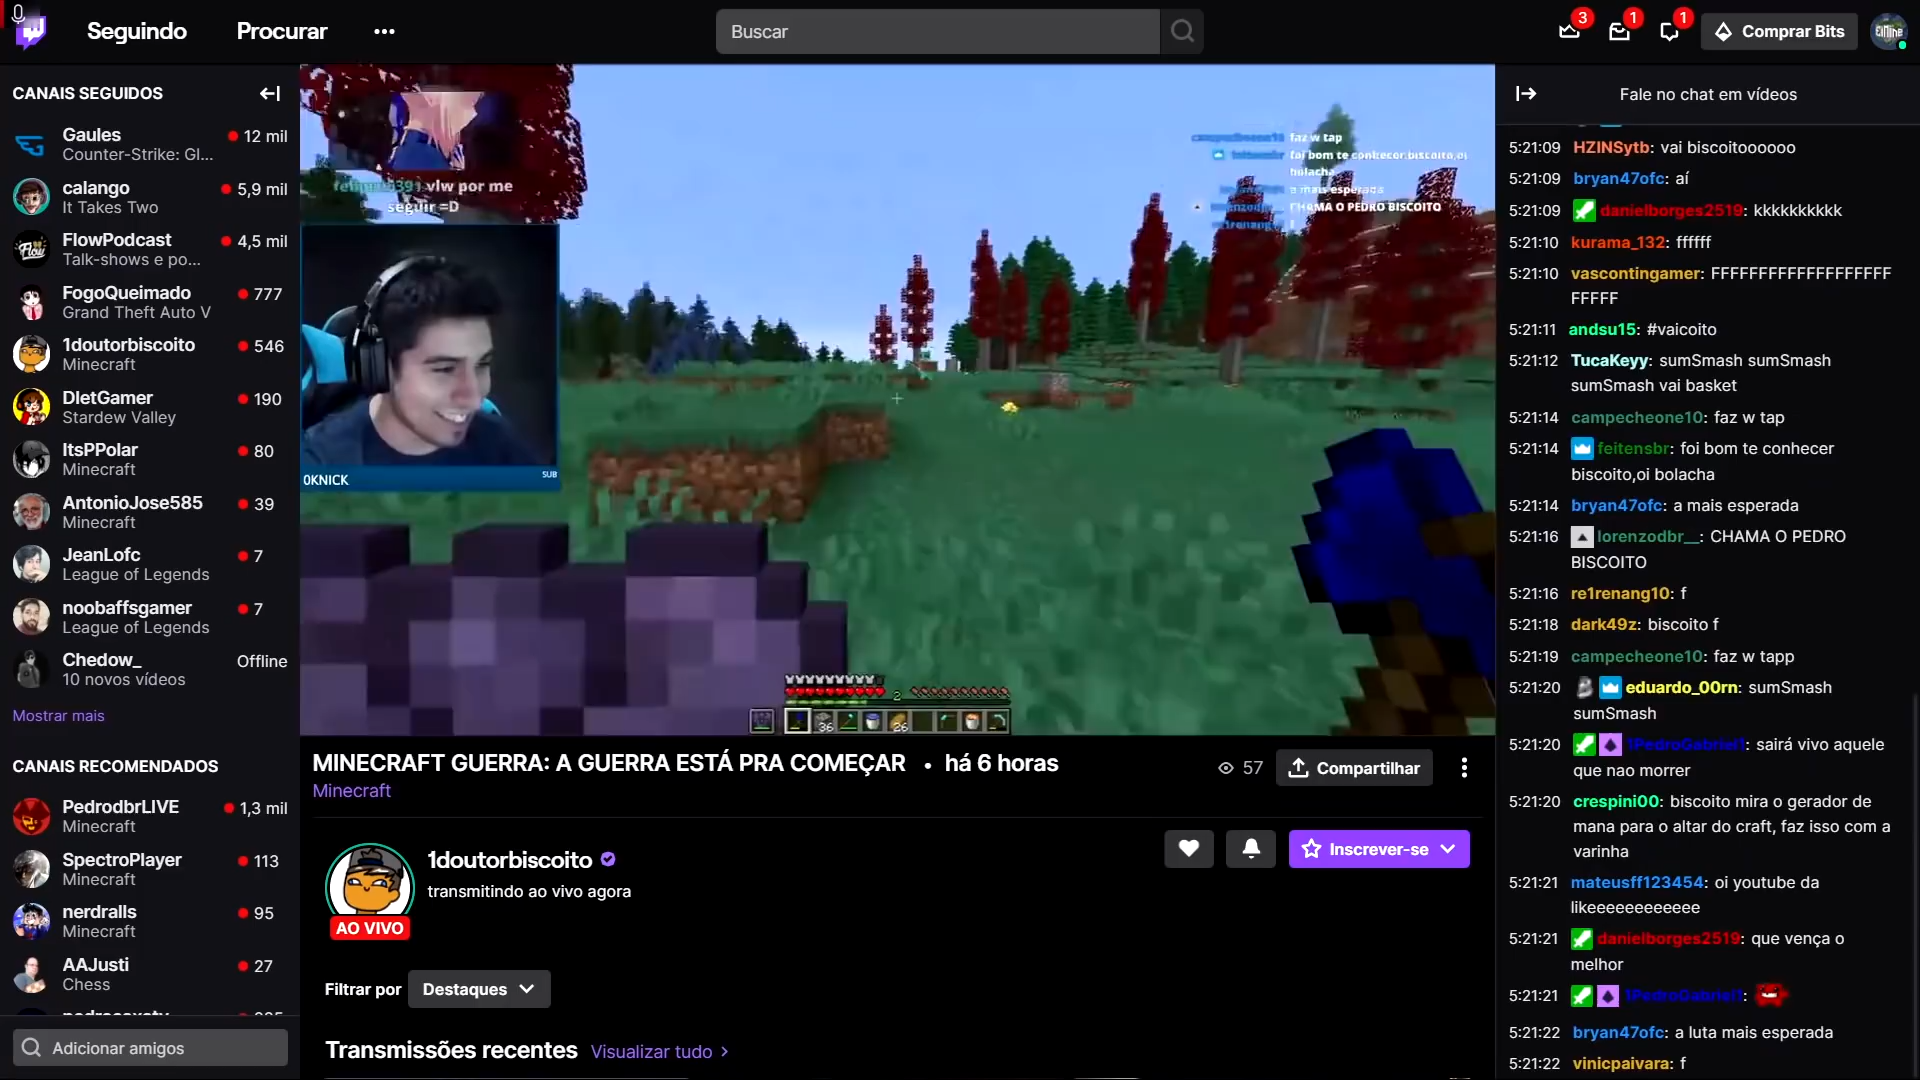 Seguindo
Procurar
Buscar
3
1
1
Comprar Bits
CANAIS SEGUIDOS
Gaules
12 mil
Counter-Strike: Gl...
calango
5,9 mil
It Takes Two
FlowPodcast
4,5 mil
Talk-shows e po...
FogoQueimado
777
Grand Theft Auto V
1doutorbiscoito
546
Minecraft
DletGamer
190
Stardew Valley
ItsPPolar
80
Minecraft
AntonioJose585
39
Minecraft
JeanLofc
7
League of Legends
noobaffsgamer
7
League of Legends
Chedow_
Offline
10 novos vídeos
Mostrar mais
CANAIS RECOMENDADOS
PedrodbrLIVE
1,3 mil
Minecraft
SpectroPlayer
113
Minecraft
nerdralls
95
Minecraft
AAJusti
27
Chess
Adicionar amigos
vlw por me
seguir =D
faz w tap
foi bom te conhecer biscoito,oi
bolacha
a mais esperada
CHAMA O PEDRO BISCOITO
0KNICK
SUB
2
36
26
MINECRAFT GUERRA: A GUERRA ESTÁ PRA COMEÇAR • há 6 horas
57
Compartilhar
Minecraft
1doutorbiscoito
transmitindo ao vivo agora
AO VIVO
Inscrever-se
Filtrar por
Destaques
Transmissões recentes
Visualizar tudo
Fale no chat em vídeos
5:21:09 HZINSytb: vai biscoitoooooo
5:21:09 bryan47ofc: aí
5:21:09 danielborges2519: kkkkkkkkkk
5:21:10 kurama_132: ffffff
5:21:10 vascontingamer: FFFFFFFFFFFFFFFFFFF
FFFFF
5:21:11 andsu15: #vaicoito
5:21:12 TucaKeyy: sumSmash sumSmash
sumSmash vai basket
5:21:14 campecheone10: faz w tap
5:21:14 feitensbr: foi bom te conhecer
biscoito,oi bolacha
5:21:14 bryan47ofc: a mais esperada
5:21:16 lorenzodbr__: CHAMA O PEDRO
BISCOITO
5:21:16 re1renang10: f
5:21:18 dark49z: biscoito f
5:21:19 campecheone10: faz w tapp
5:21:20 eduardo_00rn: sumSmash
sumSmash
5:21:20 1PedroGabriel1: sairá vivo aquele
que nao morrer
5:21:20 crespini00: biscoito mira o gerador de
mana para o altar do craft, faz isso com a
varinha
5:21:21 mateusff123454: oi youtube da
likeeeeeeeeeeee
5:21:21 danielborges2519: que vença o
melhor
5:21:21 1PedroGabriel1:
5:21:22 bryan47ofc: a luta mais esperada
5:21:22 vinicpaivara: f